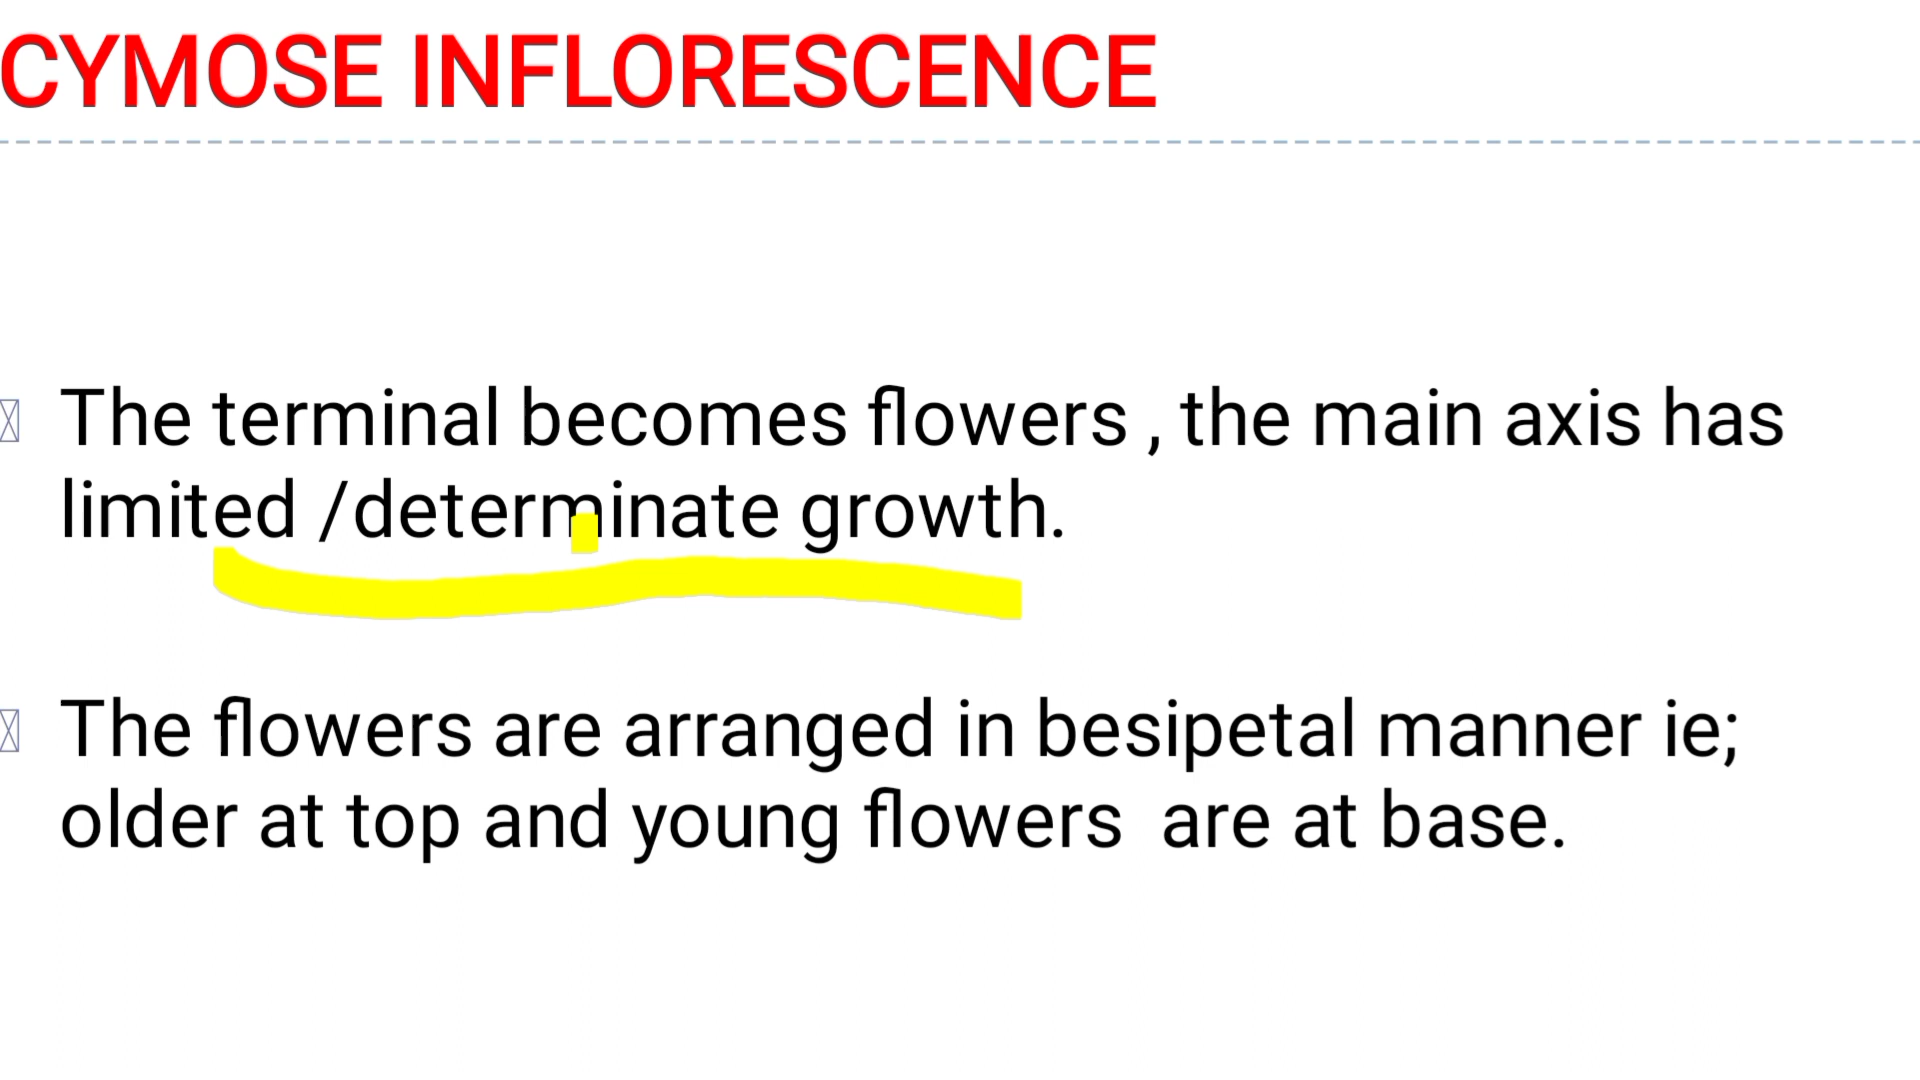 CYMOSE INFLORESCENCE
The terminal becomes flowers , the main axis has
limited /determinate growth.
The flowers are arranged in besipetal manner ie;
older at top and young flowers  are at base.